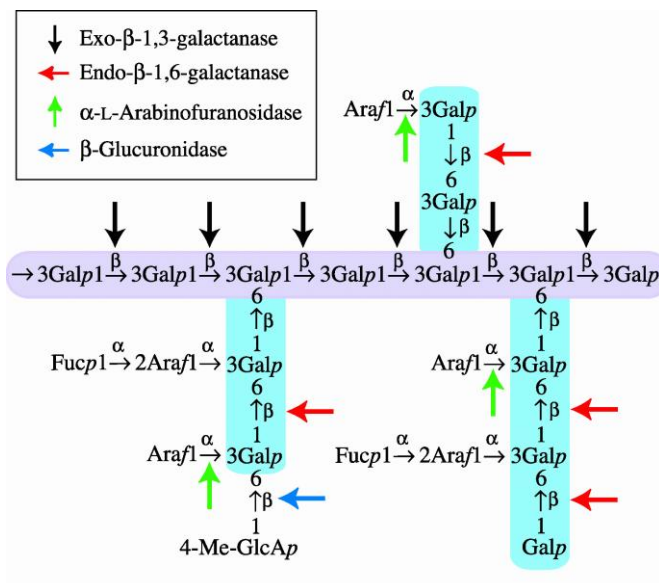 Exo-β-1,3-galactanase
Endo-β-1,6-galactanase
α-L-Arabinofuranosidase
β-Glucuronidase
Araf1 α→ 3Galp
1
↓β
6
3Galp
↓β
6
→ 3Galp1 β→ 3Galp1 β→ 3Galp1 β→ 3Galp1 β→ 3Galp1 β→ 3Galp1 β→ 3Galp
6 6
↑β ↑β
1 1
Fucp1 α→ 2Araf1 α→ 3Galp Araf1 α→ 3Galp
6 6
↑β ↑β
1 1
Araf1 α→ 3Galp Fucp1 α→ 2Araf1 α→ 3Galp
6 6
↑β ↑β
1 1
4-Me-GlcAp Galp